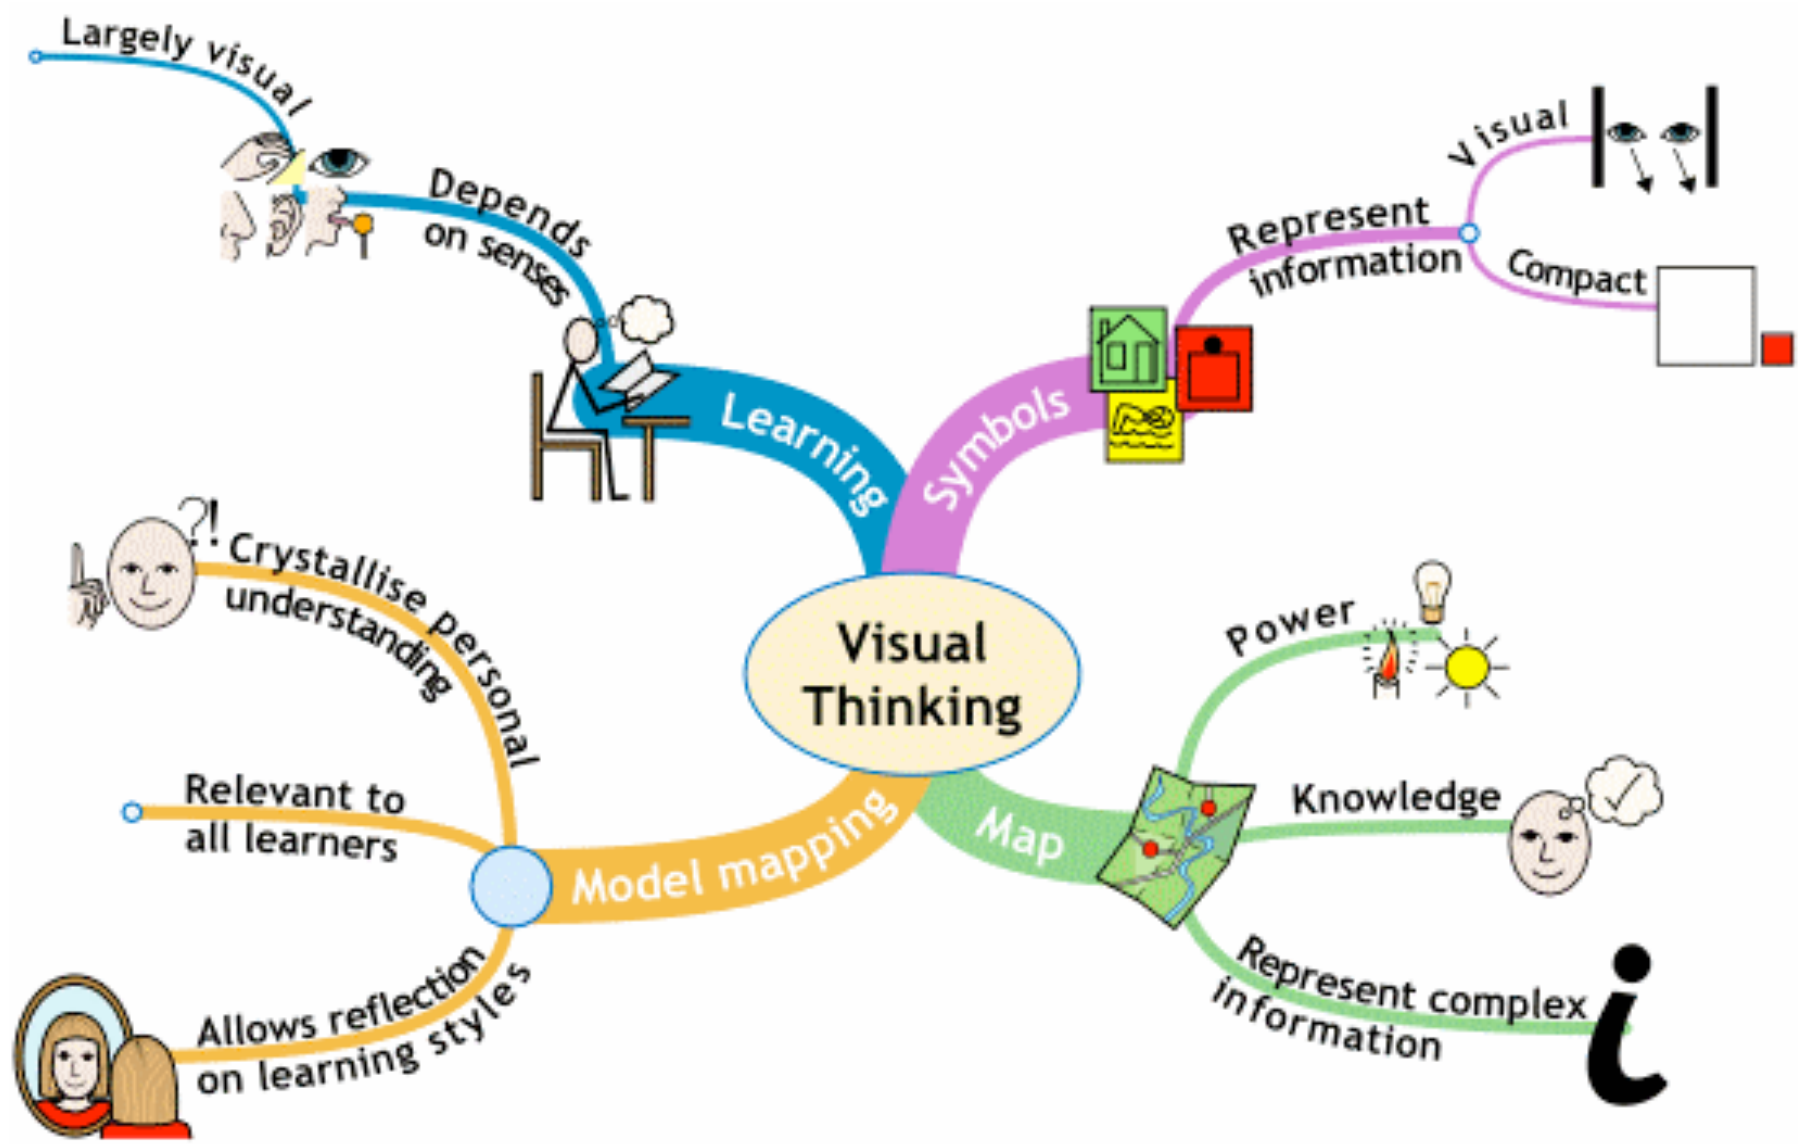 Largely visual
Depends
on senses
Learning
Symbols
Represent
information
Visual
Compact
?!
Crystallise personal
understanding
Relevant to
all learners
Allows reflection
on learning styles
Model mapping
Visual
Thinking
Map
Power
Knowledge
Represent complex
information
i